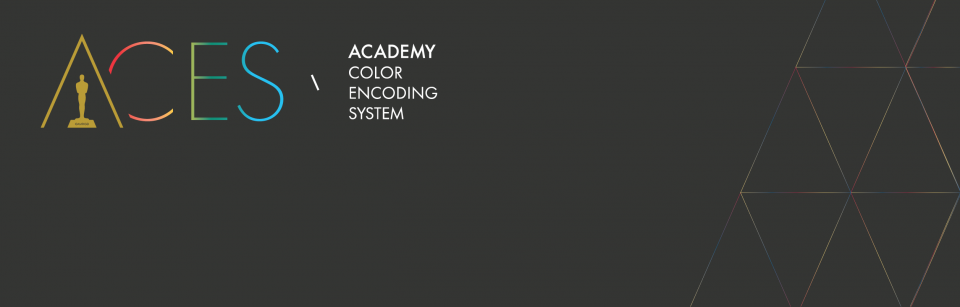 ACES
ACADEMY
COLOR
ENCODING
SYSTEM